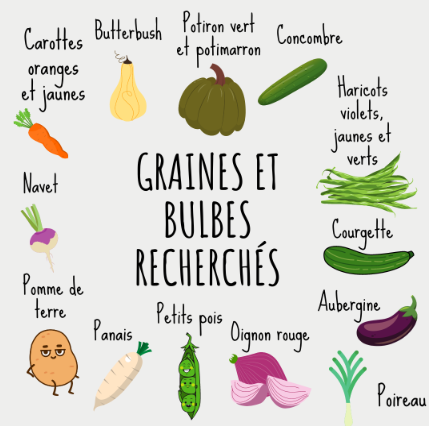 Carottes
oranges
et jaunes
Butterbush
Potiron vert
et potimarron
Concombre
Haricots
violets,
jaunes et
verts
GRAINES ET
BULBES
RECHERCHÉS
Navet
Courgette
Pomme de
terre
Aubergine
Panais
Petits pois
Oignon rouge
Poireau